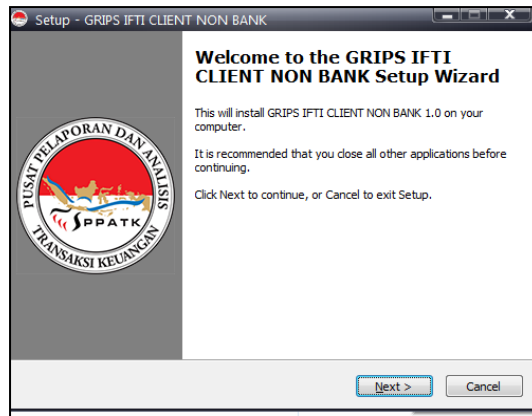 Setup - GRIPS IFTI CLIENT NON BANK
Welcome to the GRIPS IFTI
CLIENT NON BANK Setup Wizard
This will install GRIPS IFTI CLIENT NON BANK 1.0 on your
computer.
It is recommended that you close all other applications before
continuing.
Click Next to continue, or Cancel to exit Setup.
PUSAT PELAPORAN DAN ANALISIS
TRANSAKSI KEUANGAN
PPATK
Next >
Cancel